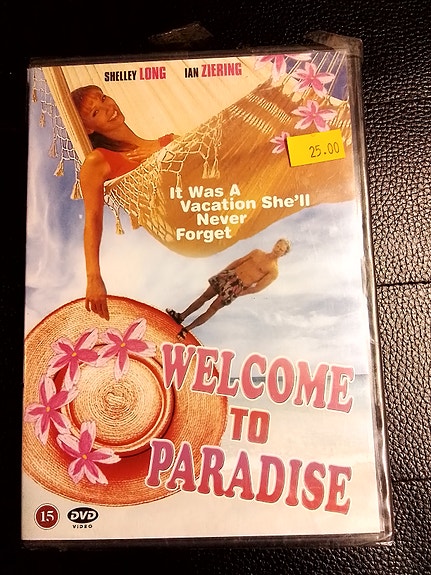 SHELLEY LONG IAN ZIERING
25.00
It Was A
Vacation She'll
Never
Forget
WELCOME
TO
PARADISE
15
DVD
VIDEO